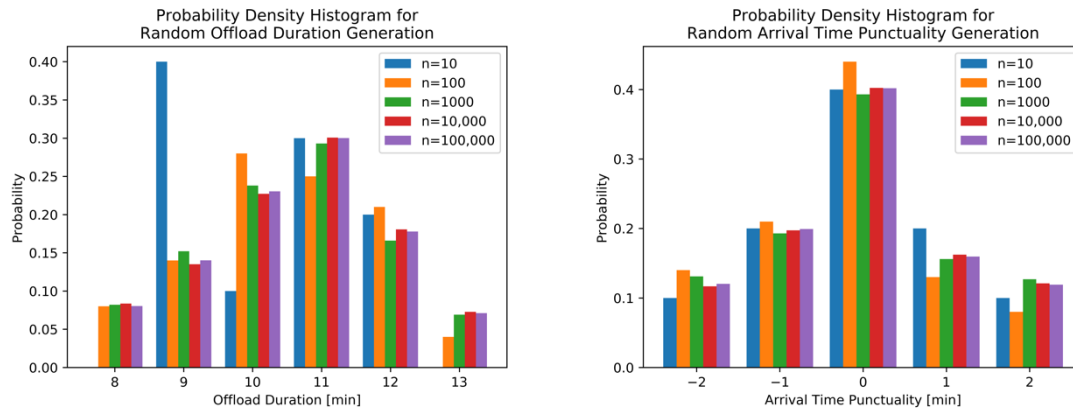 Probability Density Histogram for
Random Offload Duration Generation
0.40
0.35
0.30
0.25
0.20
0.15
0.10
0.05
0.00
Probability
n=10
n=100
n=1000
n=10,000
n=100,000
8 9 10 11 12 13
Offload Duration [min]
Probability Density Histogram for
Random Arrival Time Punctuality Generation
0.4
0.3
0.2
0.1
0.0
Probability
n=10
n=100
n=1000
n=10,000
n=100,000
−2 −1 0 1 2
Arrival Time Punctuality [min]